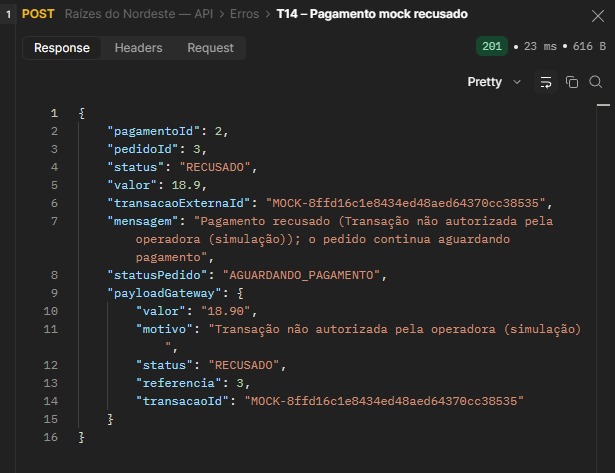 1 POST Raízes do Nordeste — API > Erros > T14 – Pagamento mock recusado
Response Headers Request 201 • 23 ms • 616 B
Pretty
1 {
2 "pagamentoId": 2,
3 "pedidoId": 3,
4 "status": "RECUSADO",
5 "valor": 18.9,
6 "transacaoExternaId": "MOCK-8ffd16c1e8434ed48aed64370cc38535",
7 "mensagem": "Pagamento recusado (Transação não autorizada pela
operadora (simulação)); o pedido continua aguardando
pagamento",
8 "statusPedido": "AGUARDANDO_PAGAMENTO",
9 "payloadGateway": {
10 "valor": "18.90",
11 "motivo": "Transação não autorizada pela operadora (simulação)
",
12 "status": "RECUSADO",
13 "referencia": 3,
14 "transacaoId": "MOCK-8ffd16c1e8434ed48aed64370cc38535"
15 }
16 }